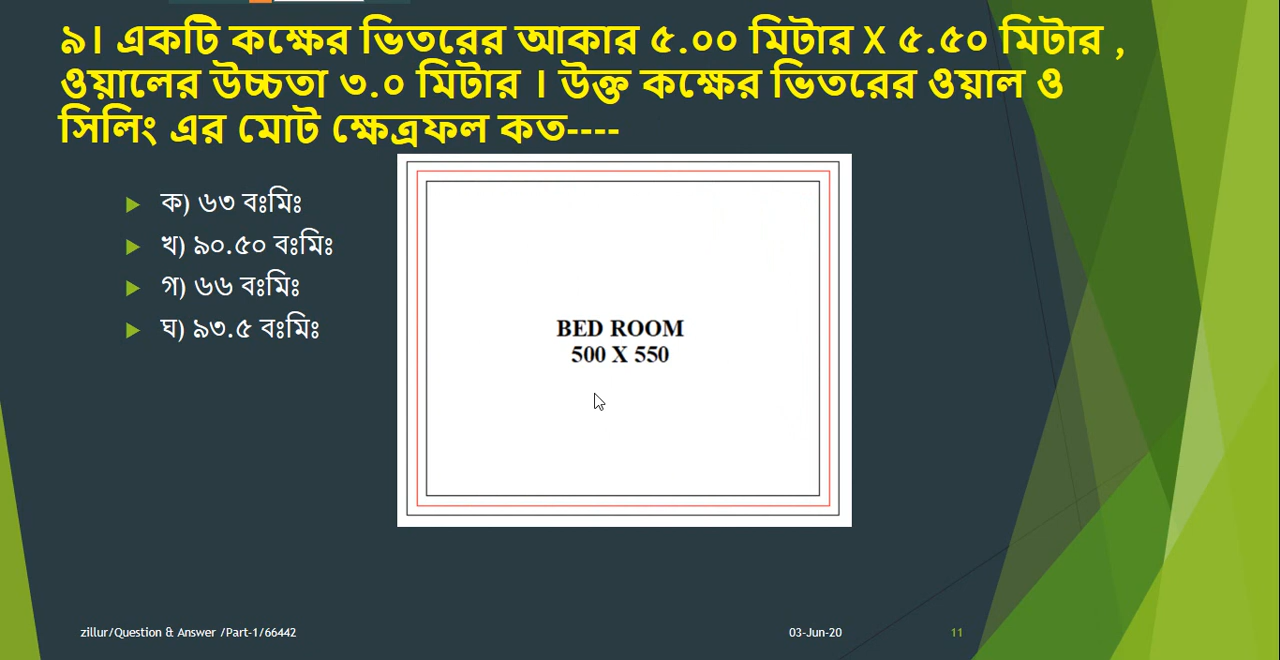 ৯। একটি কক্ষের ভিতরের আকার ৫.০০ মিটার X ৫.৫০ মিটার ,
ওয়ালের উচ্চতা ৩.০ মিটার । উক্ত কক্ষের ভিতরের ওয়াল ও
সিলিং এর মোট ক্ষেত্রফল কত----
ক) ৬৩ বঃমিঃ
খ) ৯০.৫০ বঃমিঃ
গ) ৬৬ বঃমিঃ
ঘ) ৯৩.৫ বঃমিঃ
BED ROOM
500 X 550
zillur/Question & Answer /Part-1/66442
03-Jun-20
11